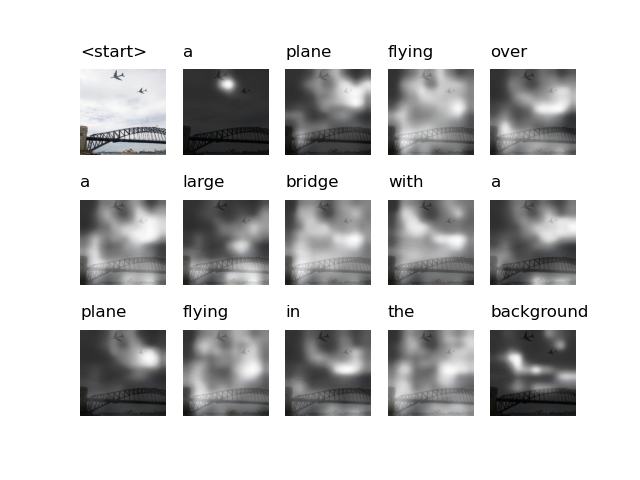 <start> a plane flying over
a large bridge with a
plane flying in the background